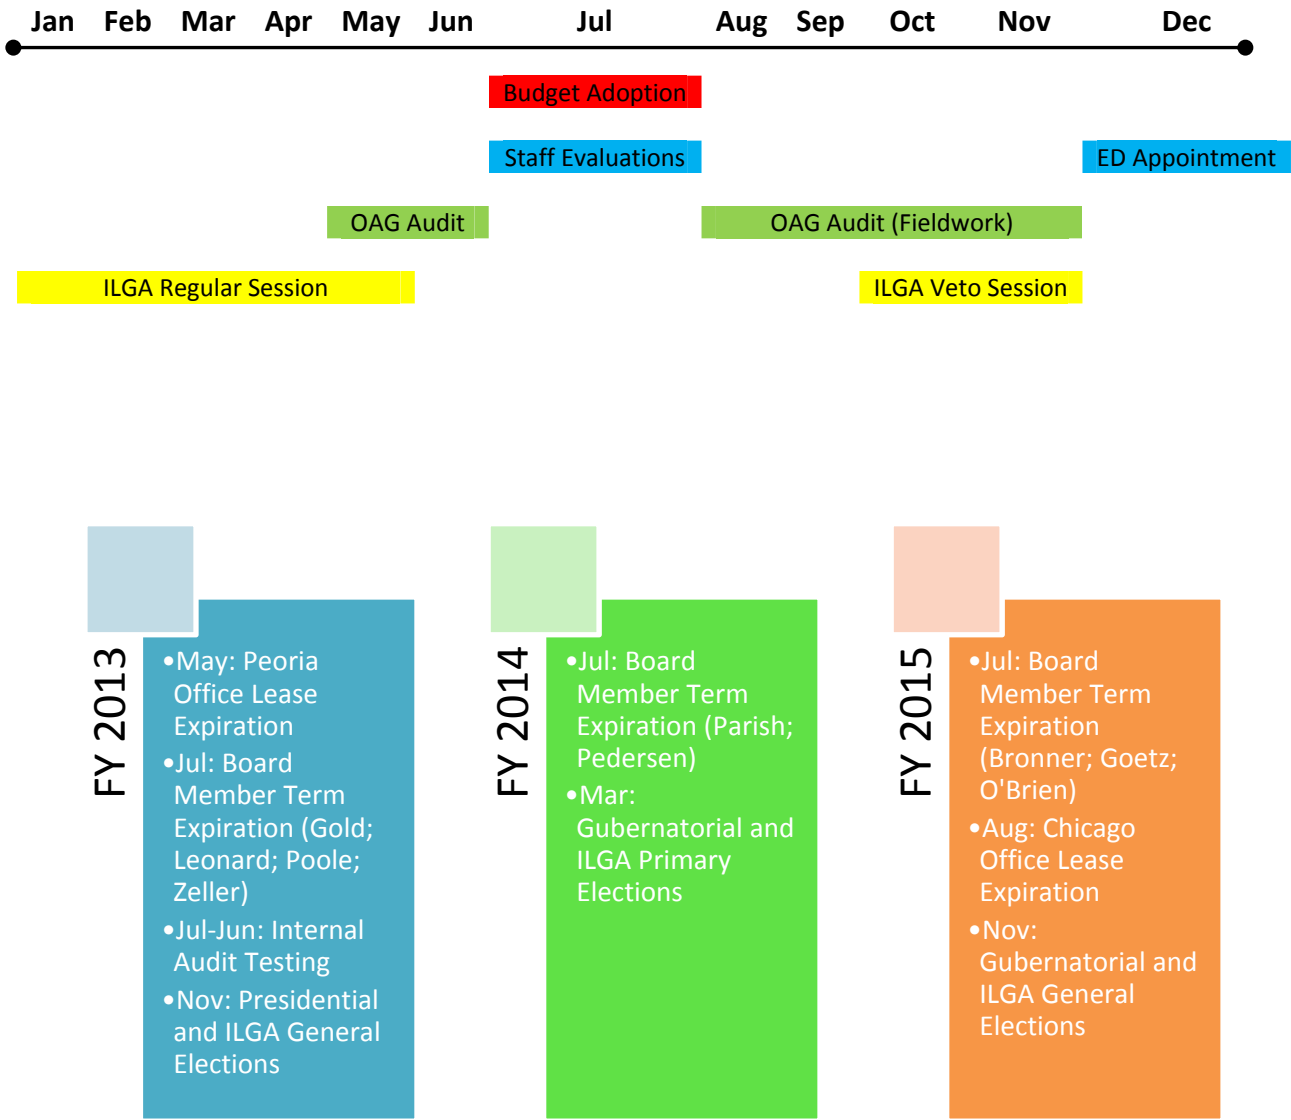 Jan Feb Mar Apr May Jun Jul Aug Sep Oct Nov Dec
Budget Adoption
Staff Evaluations
ED Appointment
OAG Audit
OAG Audit (Fieldwork)
ILGA Regular Session
ILGA Veto Session
FY 2013
•May: Peoria
Office Lease
Expiration
•Jul: Board
Member Term
Expiration (Gold;
Leonard; Poole;
Zeller)
•Jul-Jun: Internal
Audit Testing
•Nov: Presidential
and ILGA General
Elections
FY 2014
•Jul: Board
Member Term
Expiration (Parish;
Pedersen)
•Mar:
Gubernatorial and
ILGA Primary
Elections
FY 2015
•Jul: Board
Member Term
Expiration
(Bronner; Goetz;
O'Brien)
•Aug: Chicago
Office Lease
Expiration
•Nov:
Gubernatorial and
ILGA General
Elections